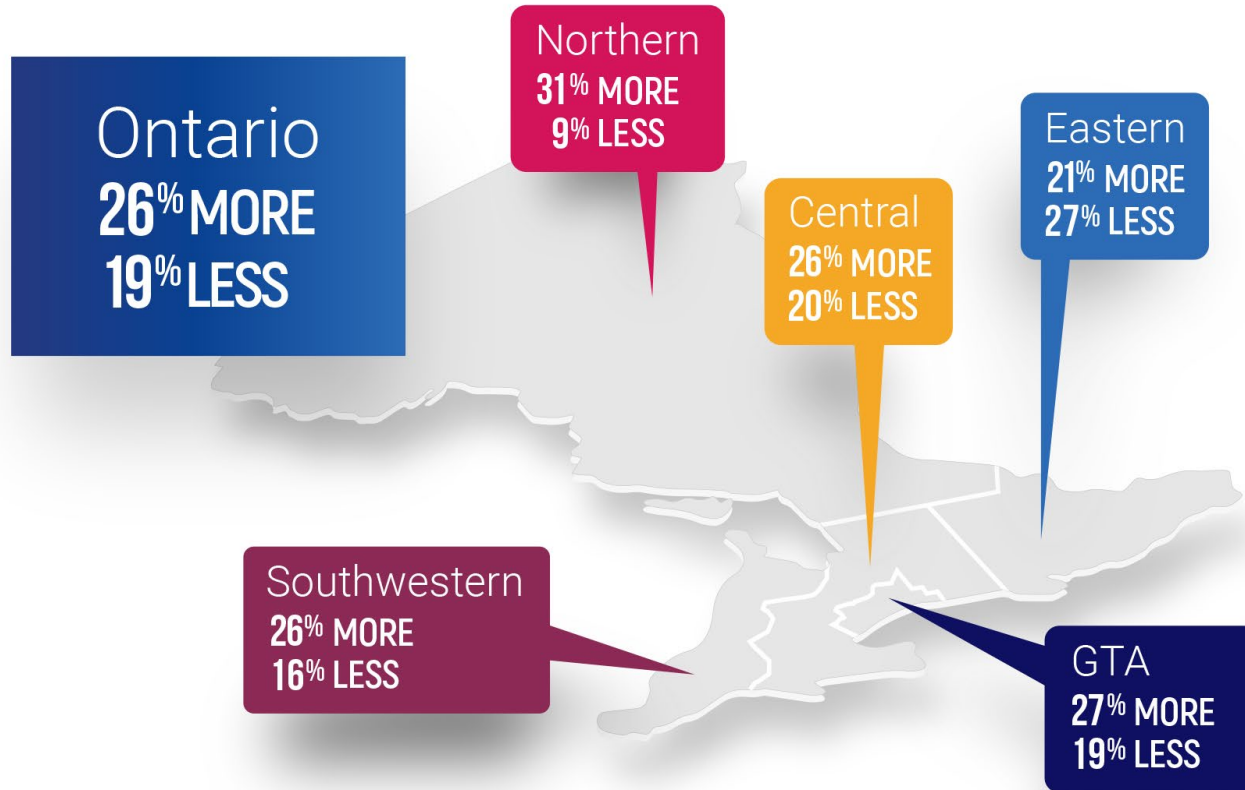 Ontario
26% MORE
19% LESS
Northern
31% MORE
9% LESS
Central
26% MORE
20% LESS
Eastern
21% MORE
27% LESS
Southwestern
26% MORE
16% LESS
GTA
27% MORE
19% LESS